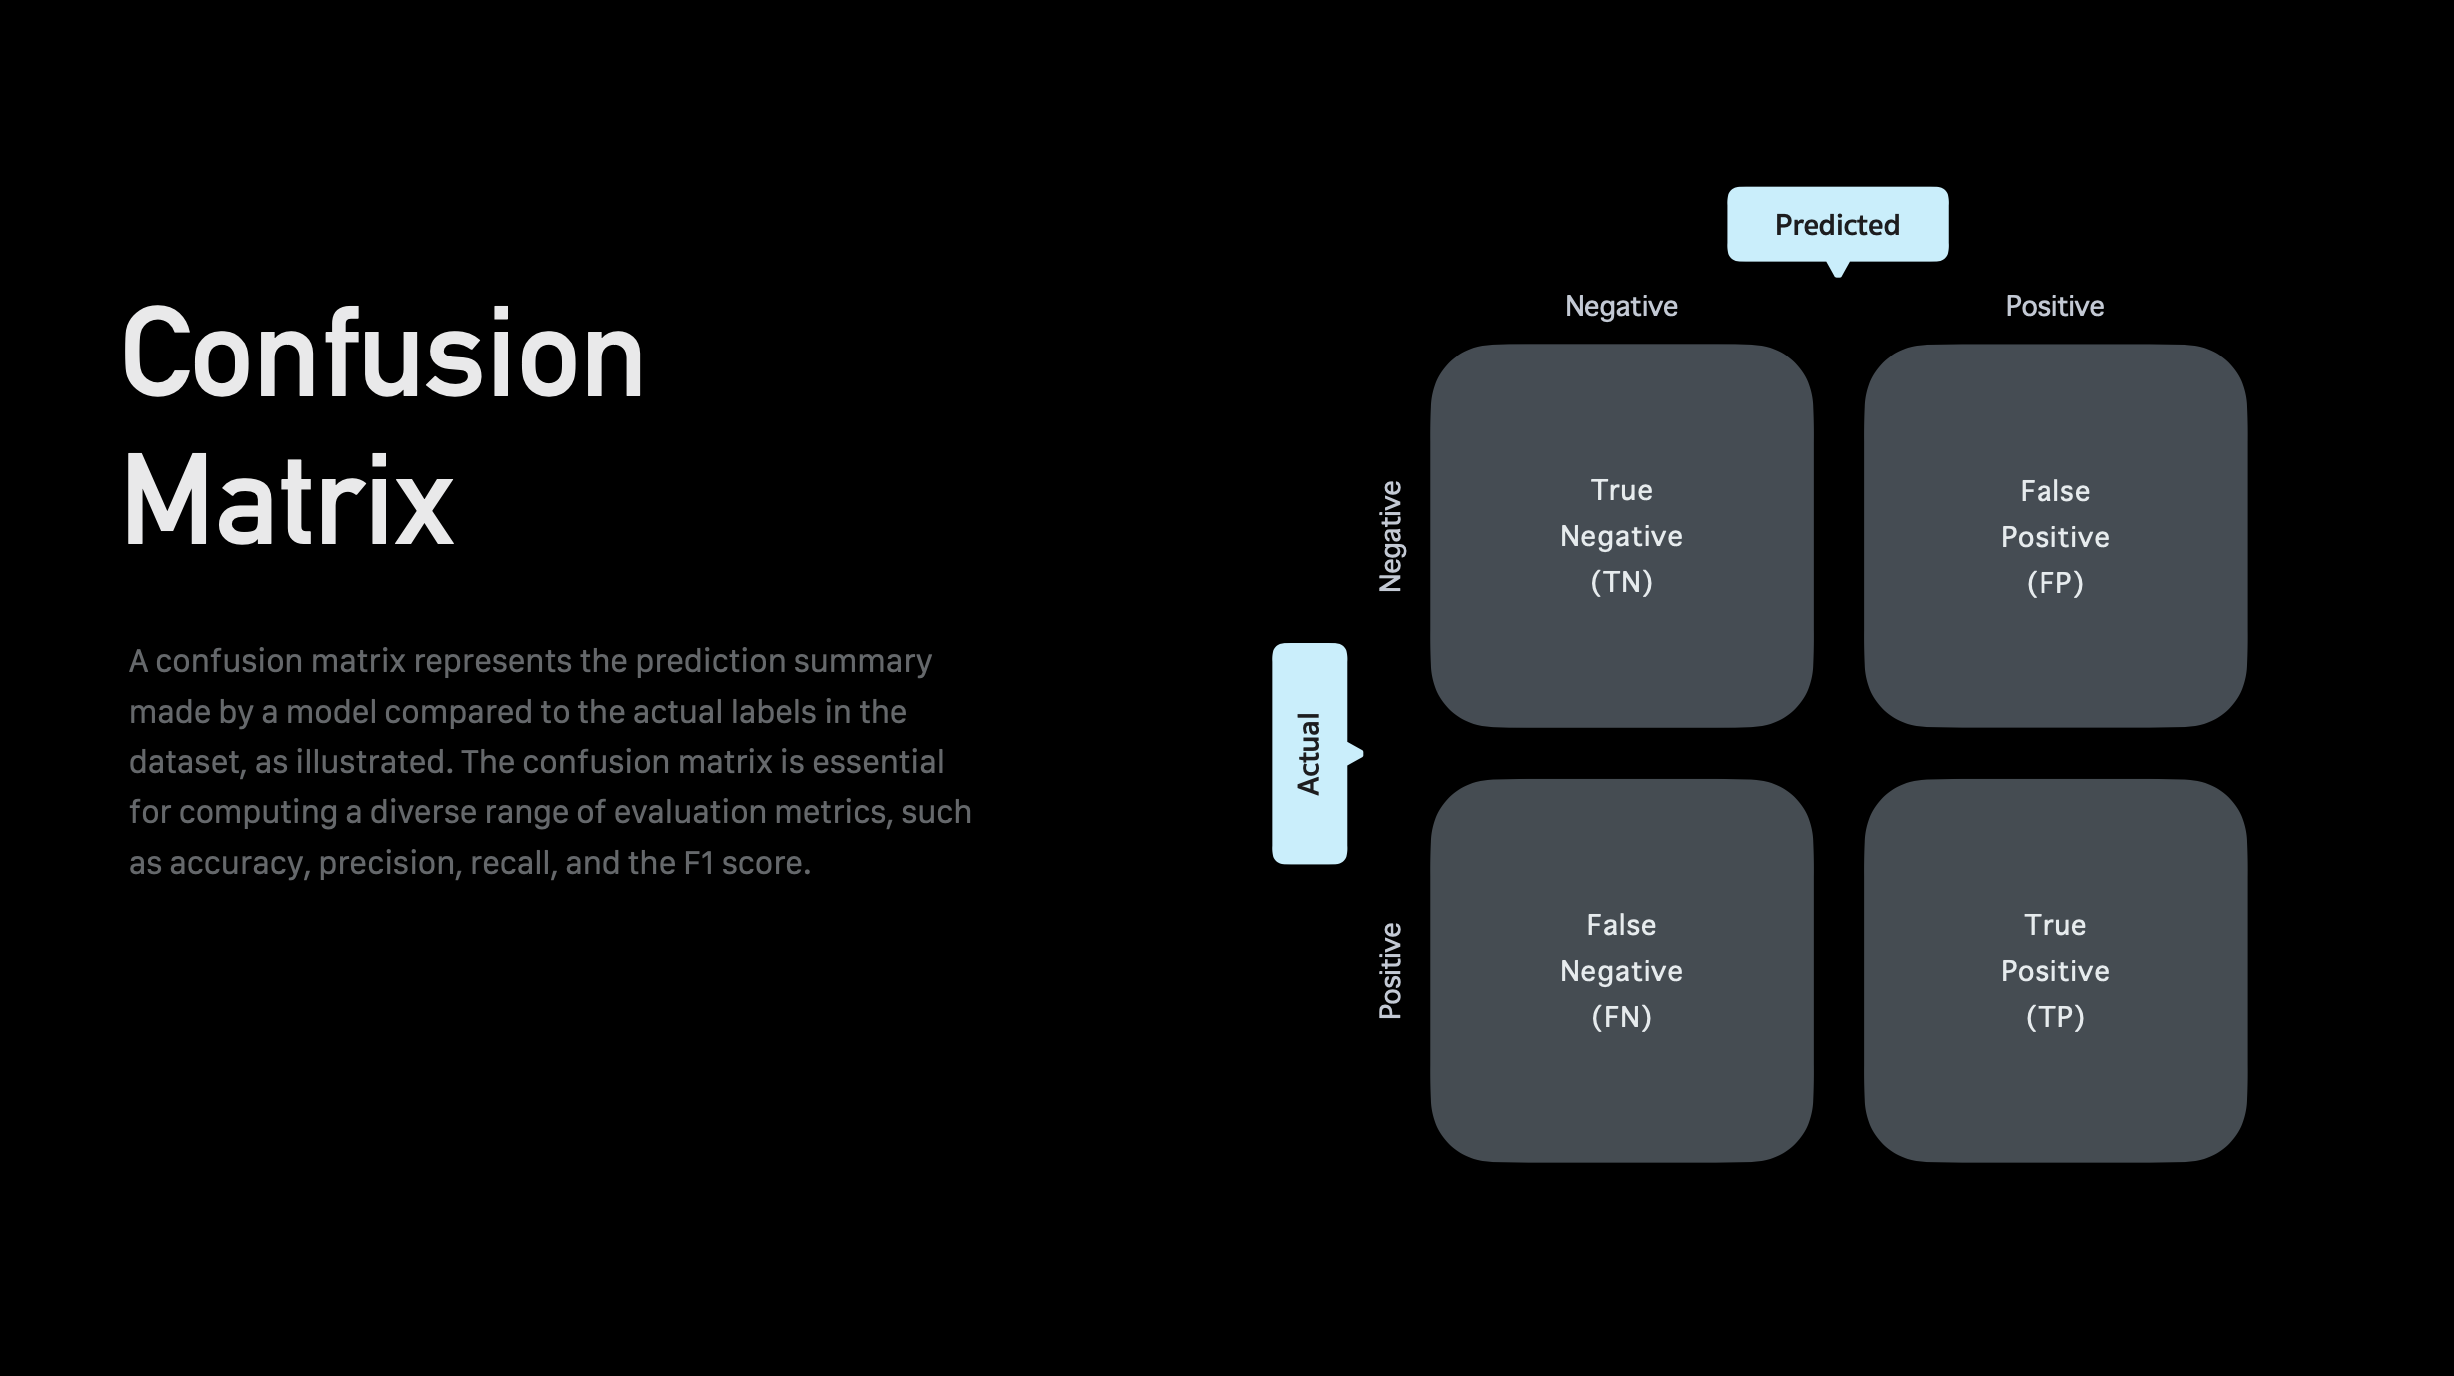 Confusion
Matrix
A confusion matrix represents the prediction summary
made by a model compared to the actual labels in the
dataset, as illustrated. The confusion matrix is essential
for computing a diverse range of evaluation metrics, such
as accuracy, precision, recall, and the F1 score.
Predicted
Negative
Positive
Actual
Negative
True
Negative
(TN)
False
Positive
(FP)
Positive
False
Negative
(FN)
True
Positive
(TP)